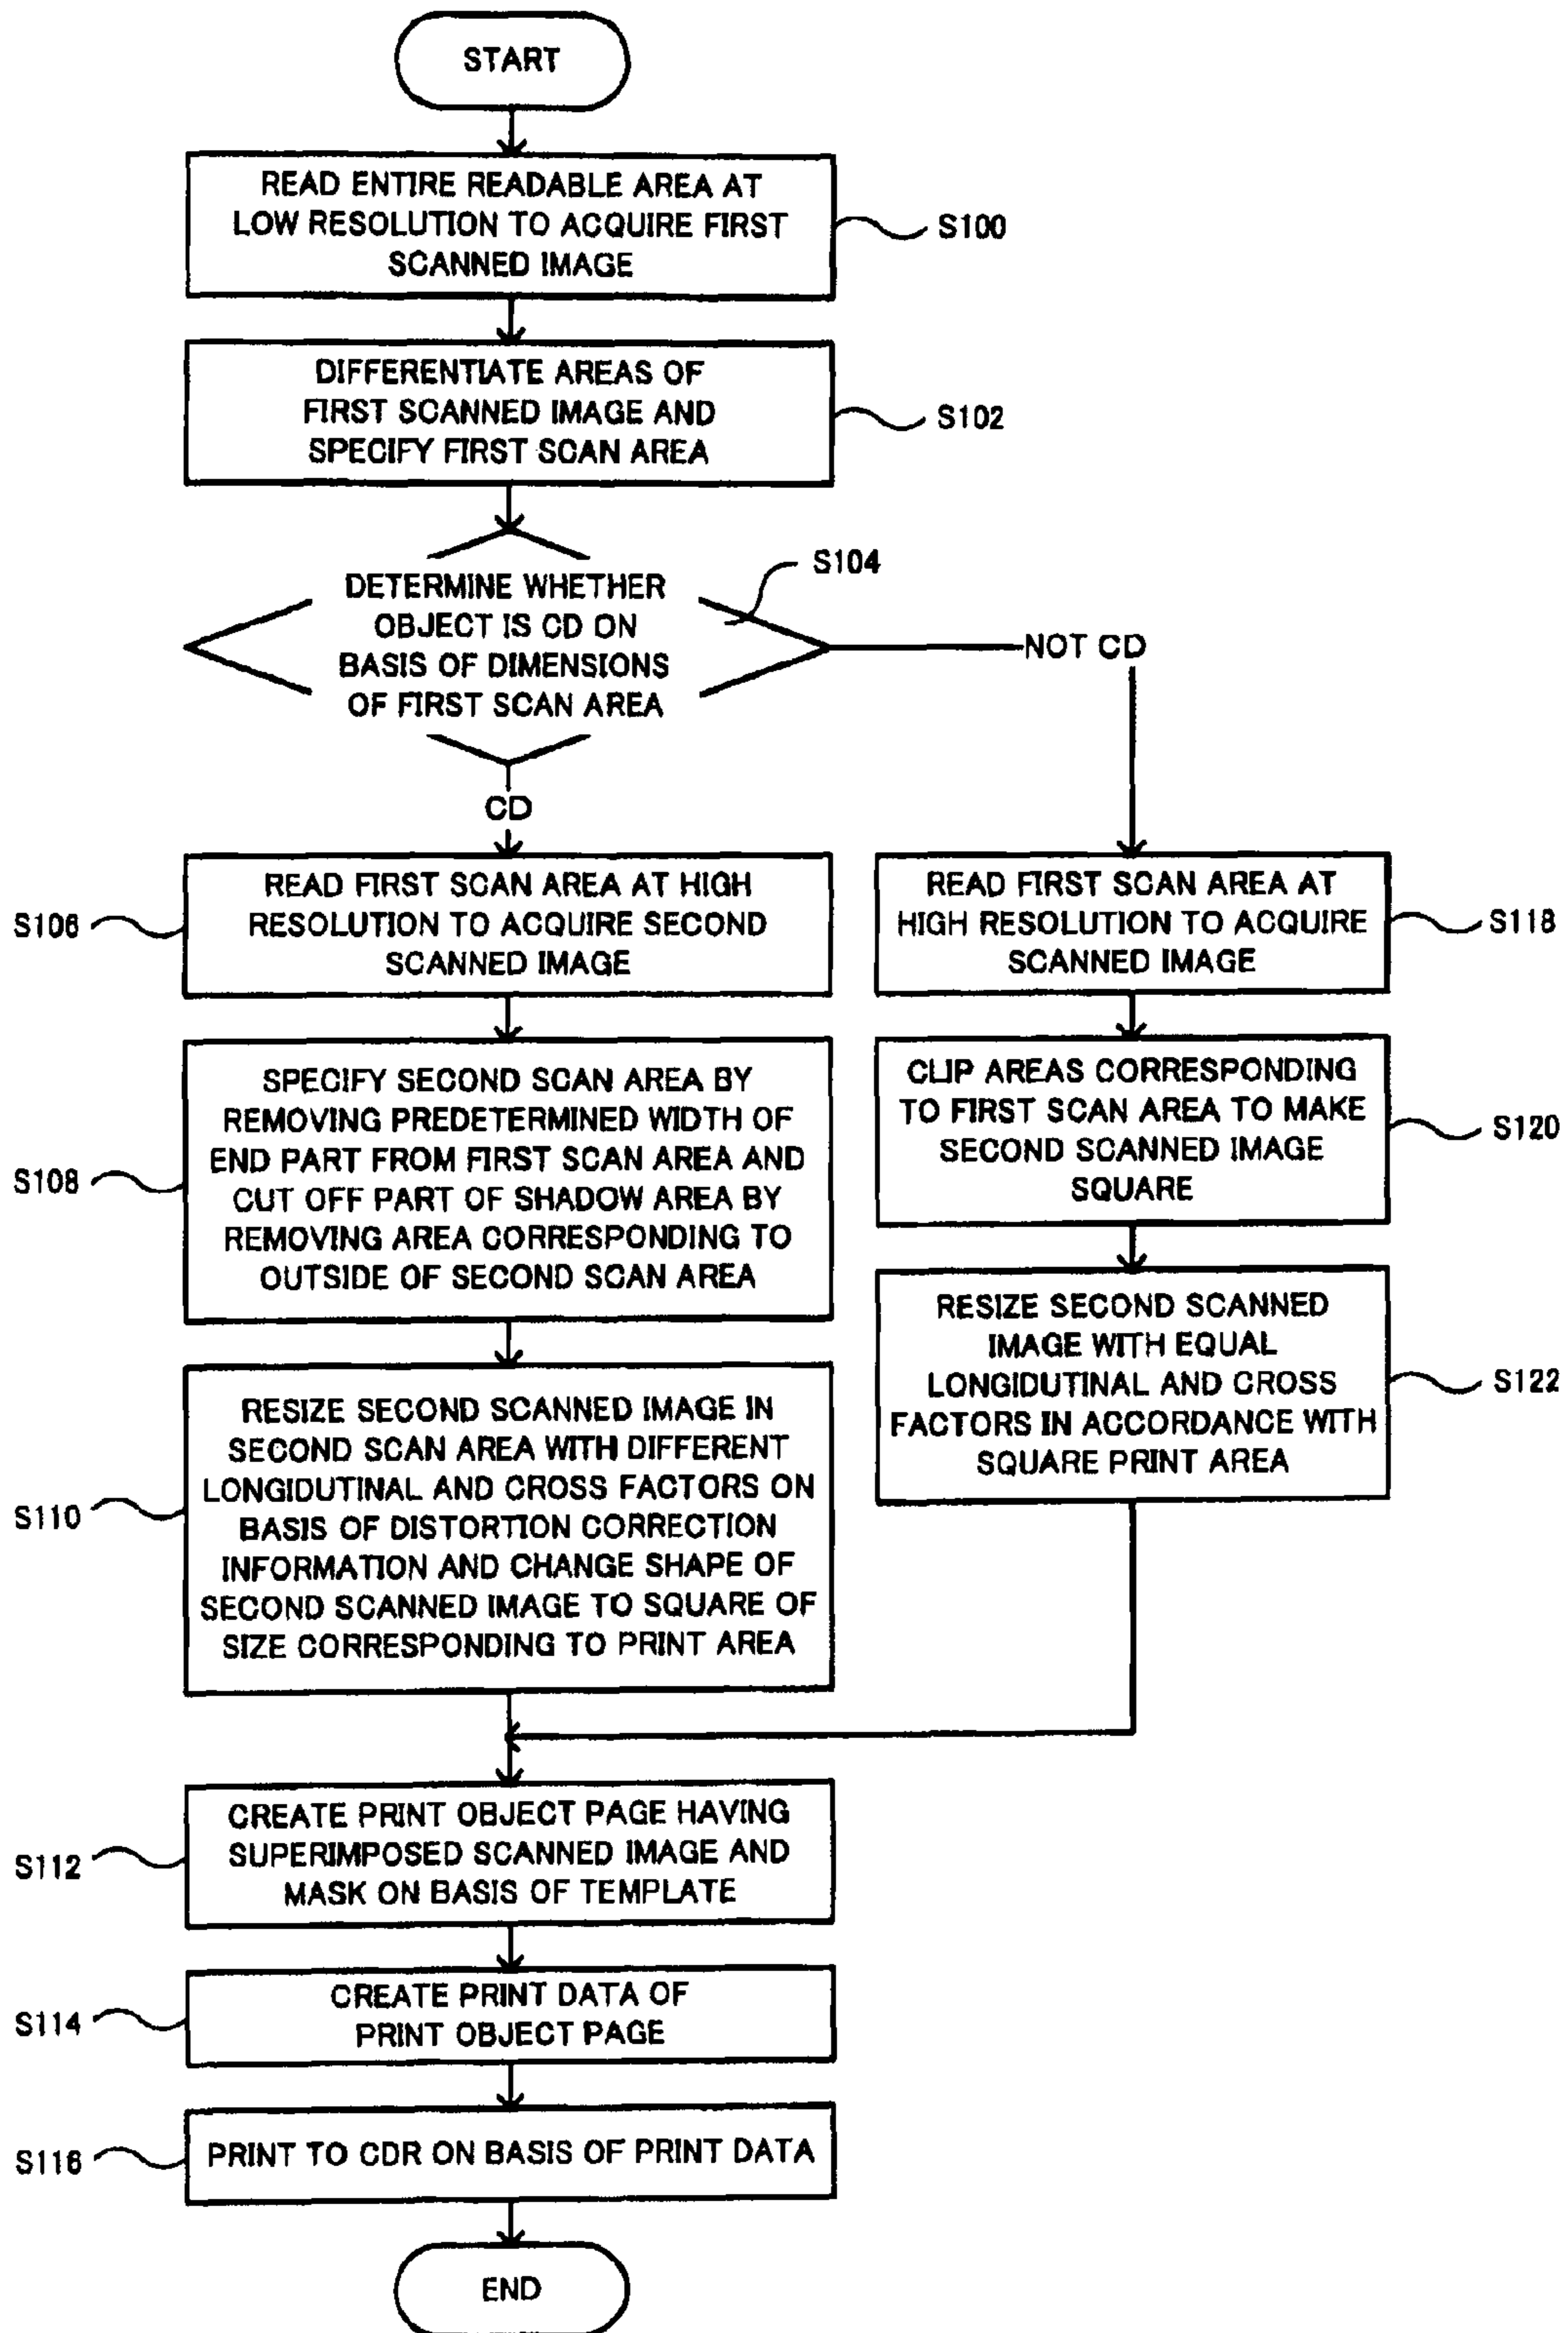 START
READ ENTIRE READABLE AREA AT
LOW RESOLUTION TO ACQUIRE FIRST
SCANNED IMAGE
S100
DIFFERENTIATE AREAS OF
FIRST SCANNED IMAGE AND
SPECIFY FIRST SCAN AREA
S102
DETERMINE WHETHER
OBJECT IS CD ON
BASIS OF DIMENSIONS
OF FIRST SCAN AREA
S104
NOT CD
CD
READ FIRST SCAN AREA AT HIGH
RESOLUTION TO ACQUIRE SECOND
SCANNED IMAGE
S106
SPECIFY SECOND SCAN AREA BY
REMOVING PREDETERMINED WIDTH OF
END PART FROM FIRST SCAN AREA AND
CUT OFF PART OF SHADOW AREA BY
REMOVING AREA CORRESPONDING TO
OUTSIDE OF SECOND SCAN AREA
S108
RESIZE SECOND SCANNED IMAGE IN
SECOND SCAN AREA WITH DIFFERENT
LONGIDUTINAL AND CROSS FACTORS ON
BASIS OF DISTORTION CORRECTION
INFORMATION AND CHANGE SHAPE OF
SECOND SCANNED IMAGE TO SQUARE OF
SIZE CORRESPONDING TO PRINT AREA
S110
READ FIRST SCAN AREA AT
HIGH RESOLUTION TO ACQUIRE
SCANNED IMAGE
S118
CLIP AREAS CORRESPONDING
TO FIRST SCAN AREA TO MAKE
SECOND SCANNED IMAGE
SQUARE
S120
RESIZE SECOND SCANNED
IMAGE WITH EQUAL
LONGIDUTINAL AND CROSS
FACTORS IN ACCORDANCE WITH
SQUARE PRINT AREA
S122
CREATE PRINT OBJECT PAGE HAVING
SUPERIMPOSED SCANNED IMAGE AND
MASK ON BASIS OF TEMPLATE
S112
CREATE PRINT DATA OF
PRINT OBJECT PAGE
S114
PRINT TO CDR ON BASIS OF PRINT DATA
S116
END